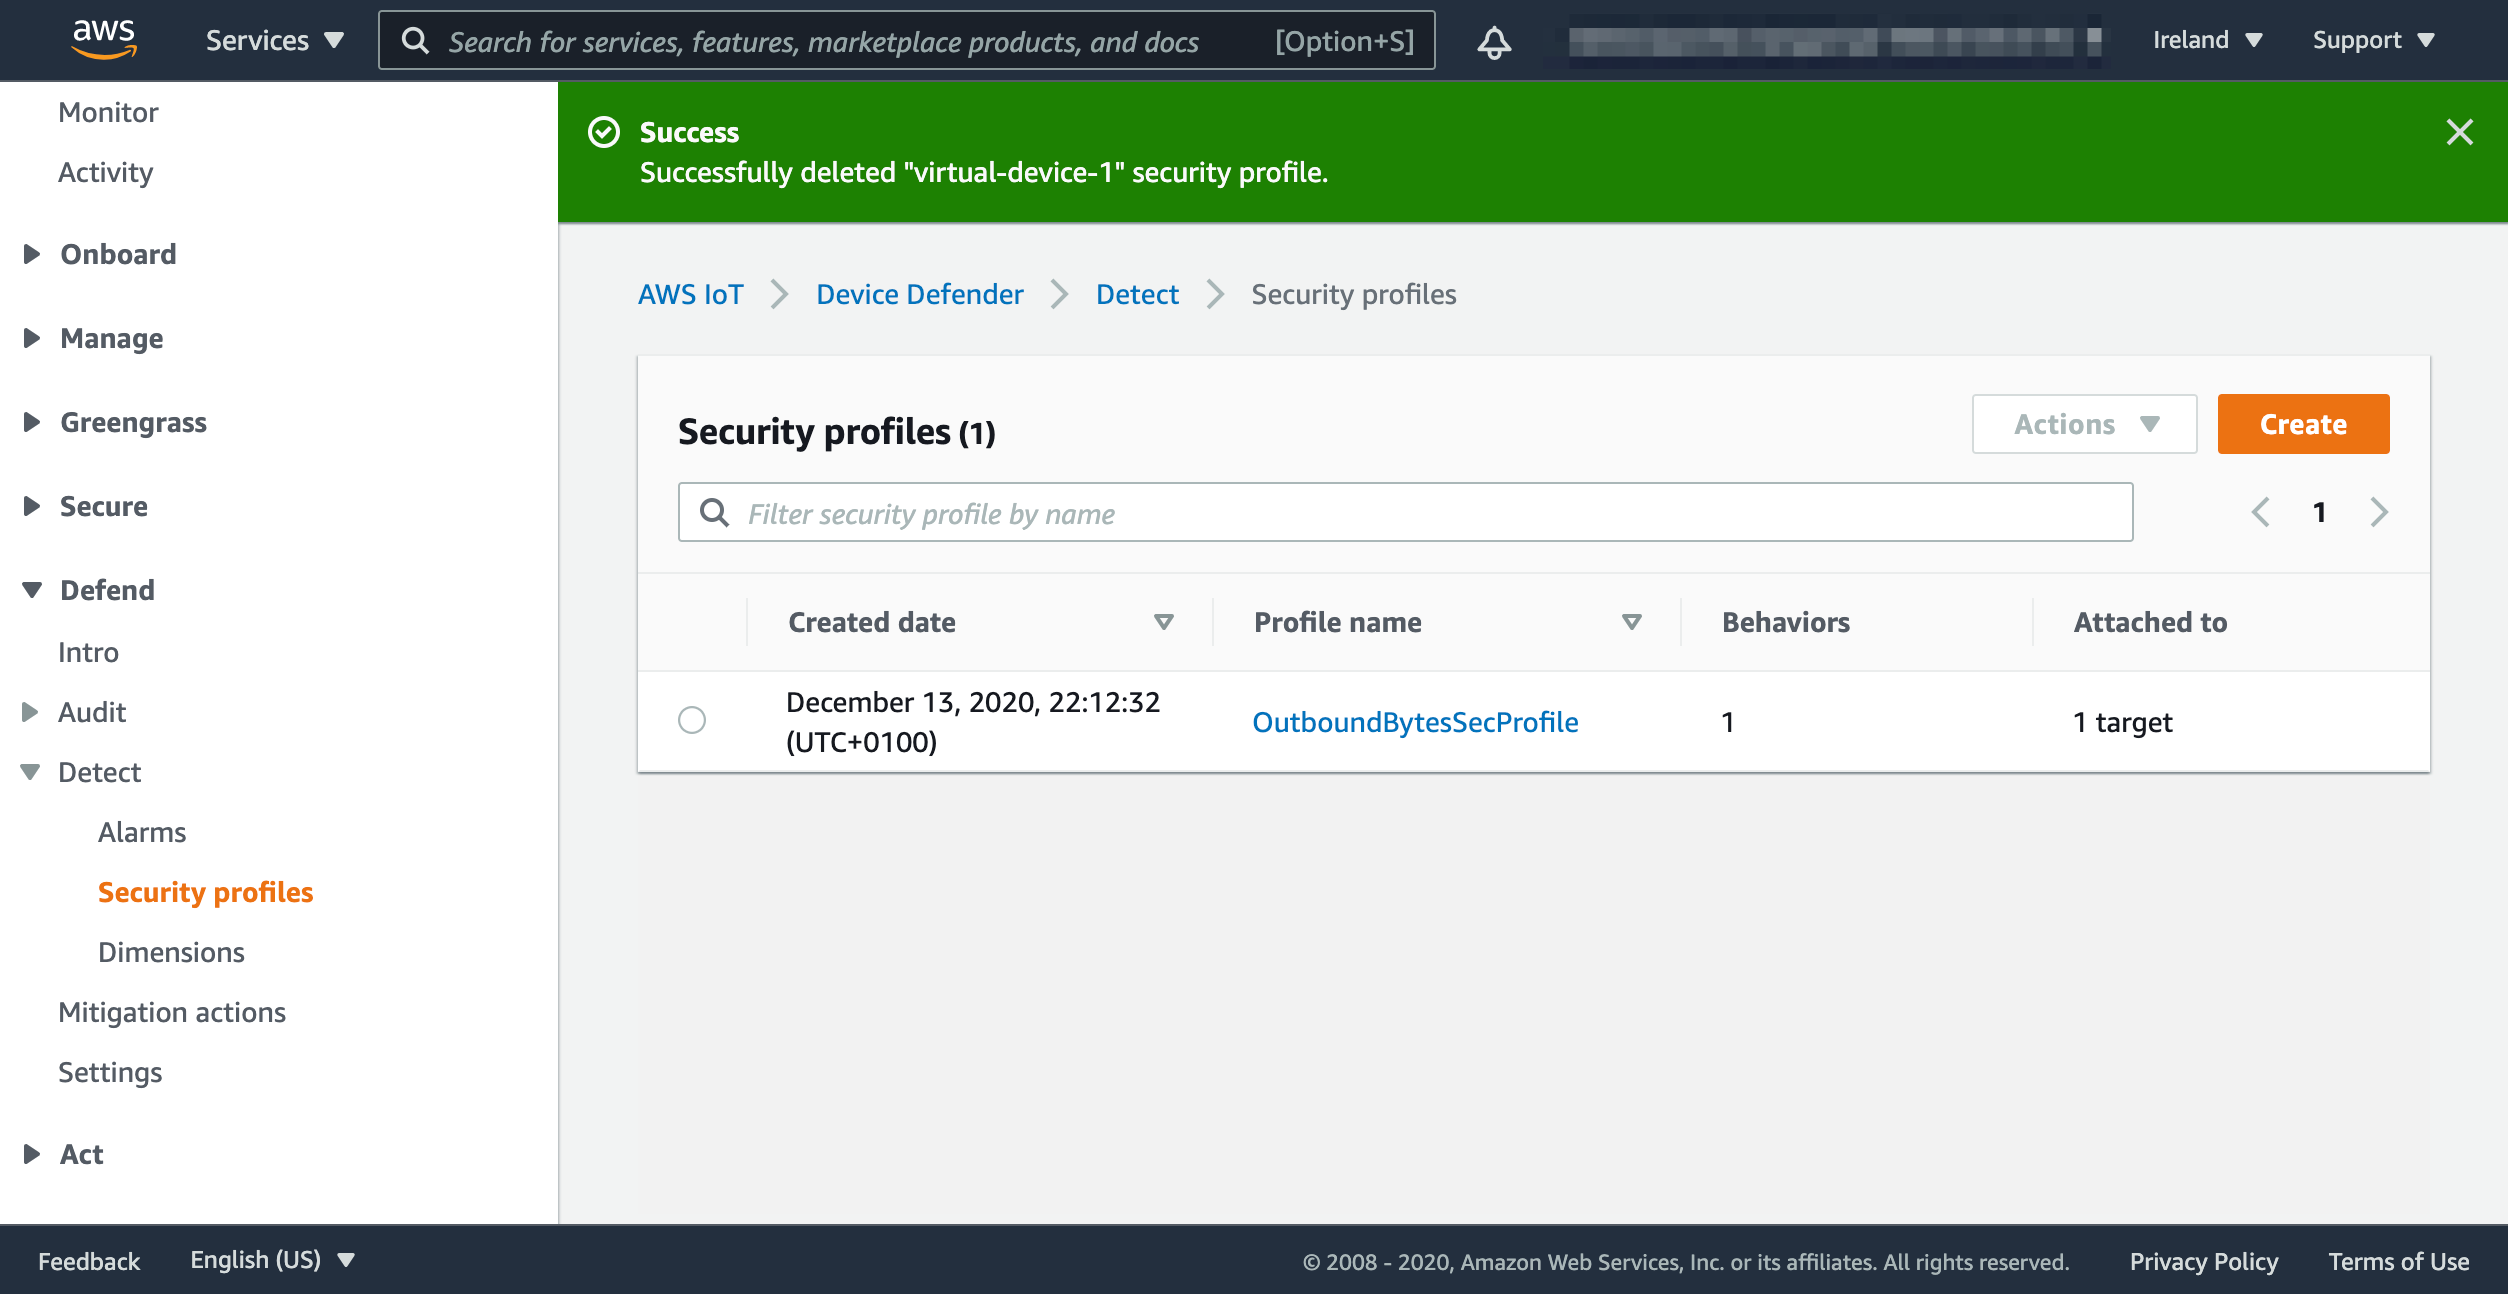 aws
Services
Search for services, features, marketplace products, and docs
[Option+S]
Ireland
Support
Monitor
Activity
Onboard
Manage
Greengrass
Secure
Defend
Intro
Audit
Detect
Alarms
Security profiles
Dimensions
Mitigation actions
Settings
Act
Success
Successfully deleted "virtual-device-1" security profile.
AWS IoT
Device Defender
Detect
Security profiles
Security profiles (1)
Actions
Create
Filter security profile by name
1
Created date
Profile name
Behaviors
Attached to
December 13, 2020, 22:12:32
(UTC+0100)
OutboundBytesSecProfile
1
1 target
Feedback
English (US)
© 2008 - 2020, Amazon Web Services, Inc. or its affiliates. All rights reserved.
Privacy Policy
Terms of Use